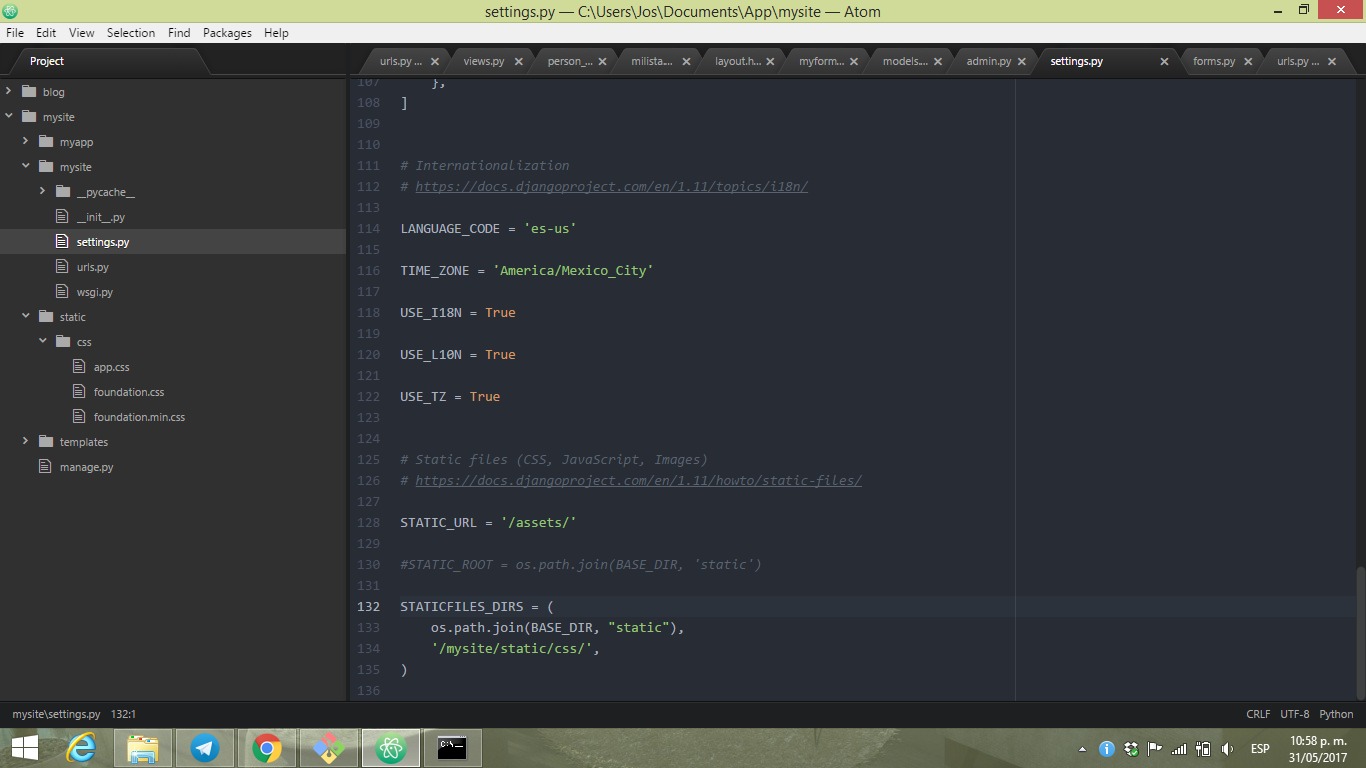 settings.py — C:\Users\Jos\Documents\App\mysite — Atom
File Edit View Selection Find Packages Help
Project
urls.py ... views.py person_... milista.... layout.h... myform... models.... admin.py settings.py forms.py urls.py ...
blog
mysite
myapp
mysite
__pycache__
__init__.py
settings.py
urls.py
wsgi.py
static
css
app.css
foundation.css
foundation.min.css
templates
manage.py
107 },
108 ]
109
110
111 # Internationalization
112 # https://docs.djangoproject.com/en/1.11/topics/i18n/
113
114 LANGUAGE_CODE = 'es-us'
115
116 TIME_ZONE = 'America/Mexico_City'
117
118 USE_I18N = True
119
120 USE_L10N = True
121
122 USE_TZ = True
123
124
125 # Static files (CSS, JavaScript, Images)
126 # https://docs.djangoproject.com/en/1.11/howto/static-files/
127
128 STATIC_URL = '/assets/'
129
130 #STATIC_ROOT = os.path.join(BASE_DIR, 'static')
131
132 STATICFILES_DIRS = (
133 os.path.join(BASE_DIR, "static"),
134 '/mysite/static/css/',
135 )
136
mysite\settings.py 132:1 CRLF UTF-8 Python
C:\_
ESP
10:58 p. m.
31/05/2017